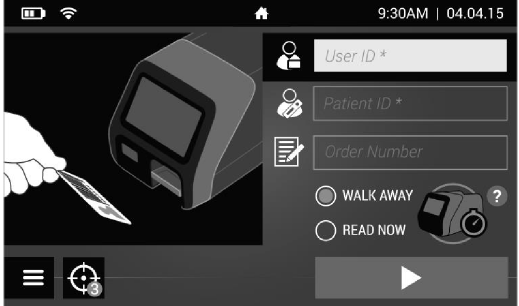 9:30AM | 04.04.15
User ID *
Patient ID *
Order Number
WALK AWAY
?
READ NOW
3